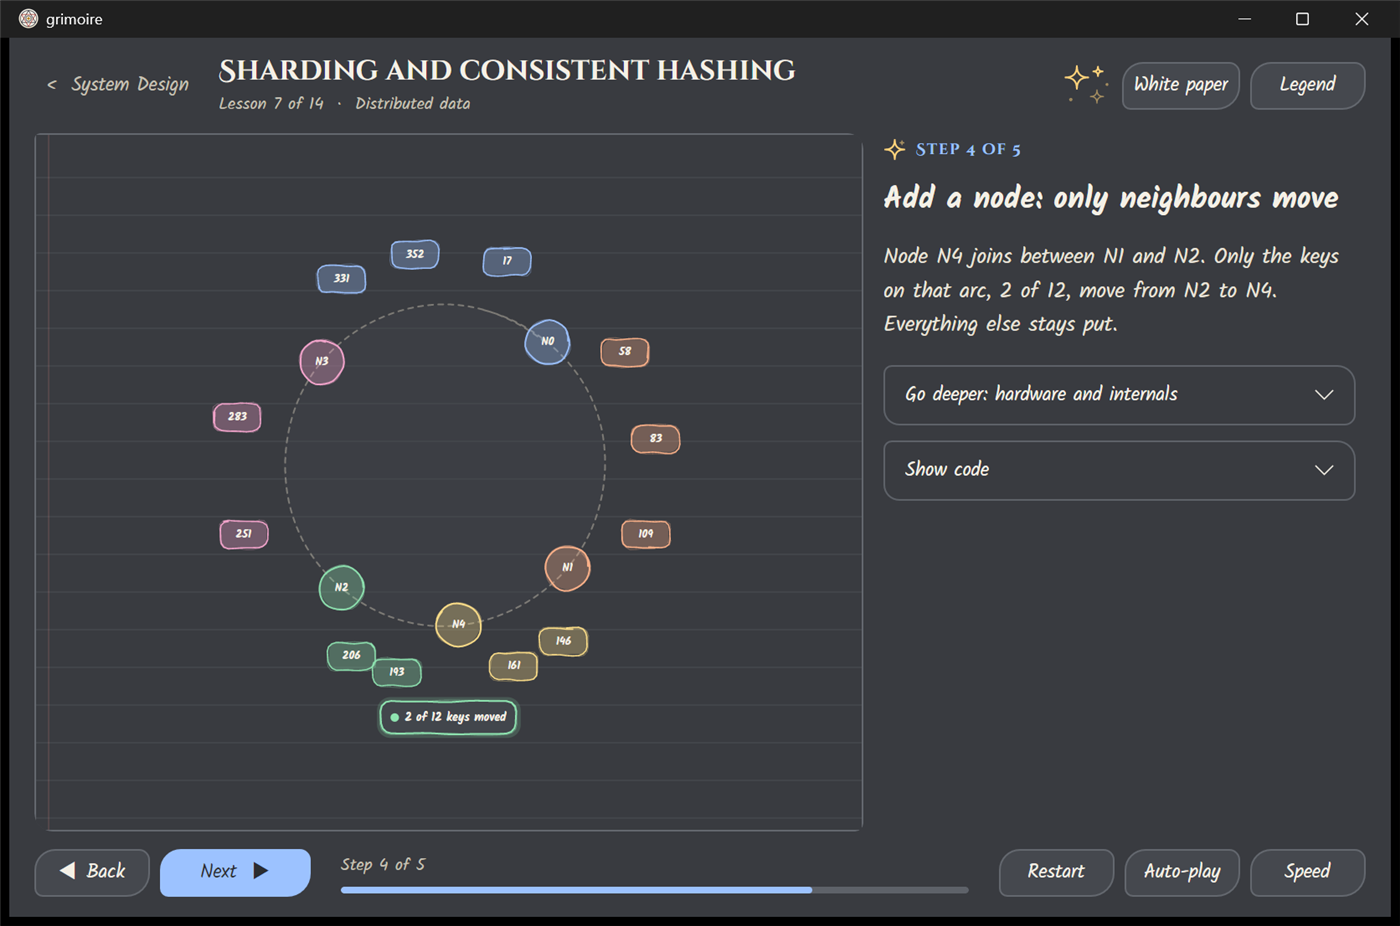 grimoire
< System Design
Sharding and consistent hashing
Lesson 7 of 14 · Distributed data
White paper
Legend
352
17
331
N0
58
N3
283
83
251
109
N1
N2
N4
146
206
193
161
2 of 12 keys moved
Step 4 of 5
Add a node: only neighbours move
Node N4 joins between N1 and N2. Only the keys
on that arc, 2 of 12, move from N2 to N4.
Everything else stays put.
Go deeper: hardware and internals
Show code
Back
Next
Step 4 of 5
Restart
Auto-play
Speed